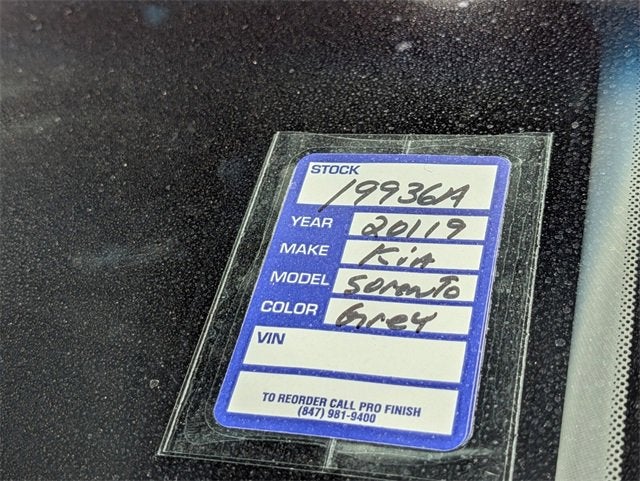 STOCK
19936A
YEAR 20119
MAKE Kia
MODEL Sorento
COLOR Grey
VIN
TO REORDER CALL PRO FINISH
(847) 981-9400